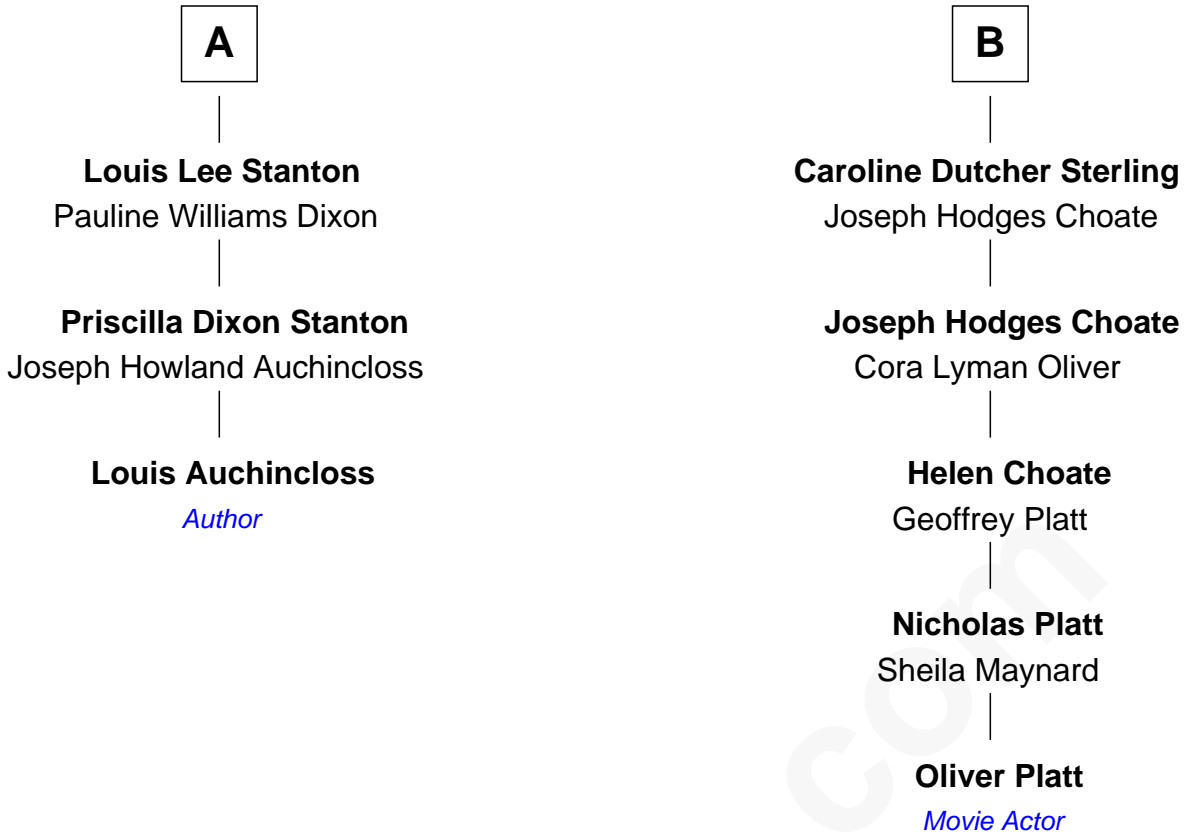 A
Louis Lee Stanton
Pauline Williams Dixon
Priscilla Dixon Stanton
Joseph Howland Auchincloss
Louis Auchincloss
Author
B
Caroline Dutcher Sterling
Joseph Hodges Choate
Joseph Hodges Choate
Cora Lyman Oliver
Helen Choate
Geoffrey Platt
Nicholas Platt
Sheila Maynard
Oliver Platt
Movie Actor
com